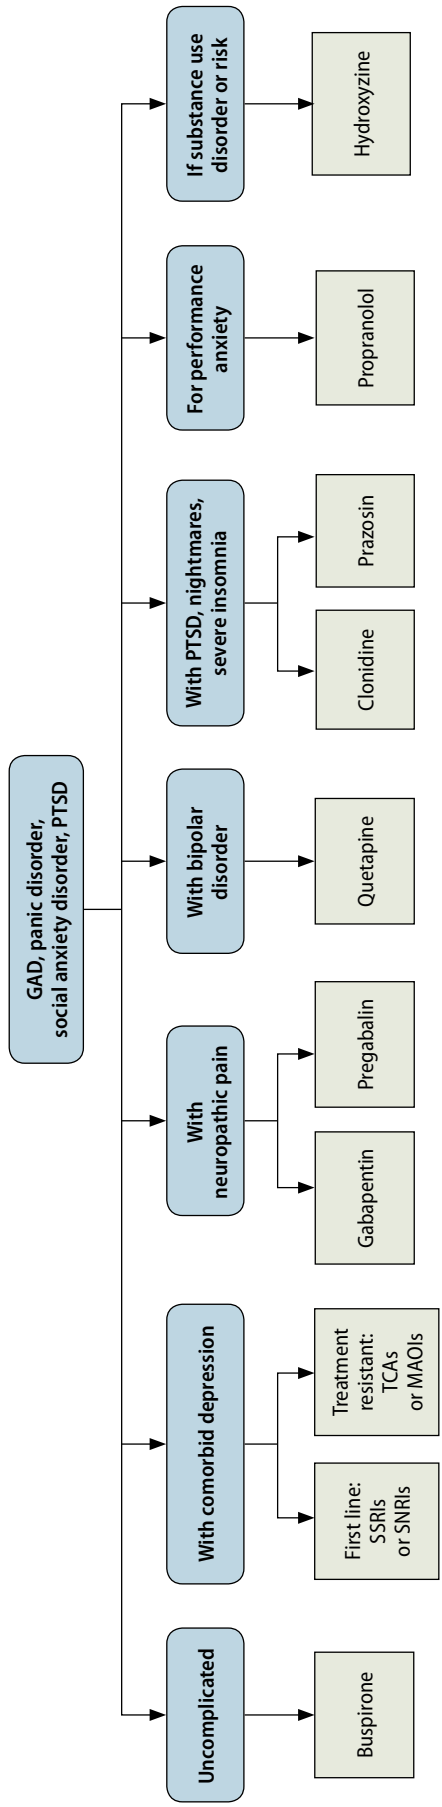 GAD, panic disorder,
social anxiety disorder, PTSD
Uncomplicated
With comorbid depression
With
neuropathic pain
With bipolar
disorder
With PTSD, nightmares,
severe insomnia
For performance
anxiety
If substance use
disorder or risk
Buspirone
First line:
SSRIs
or SNRIs
Treatment
resistant:
TCAs
or MAOIs
Gabapentin
Pregabalin
Quetapine
Clonidine
Prazosin
Propranolol
Hydroxyzine